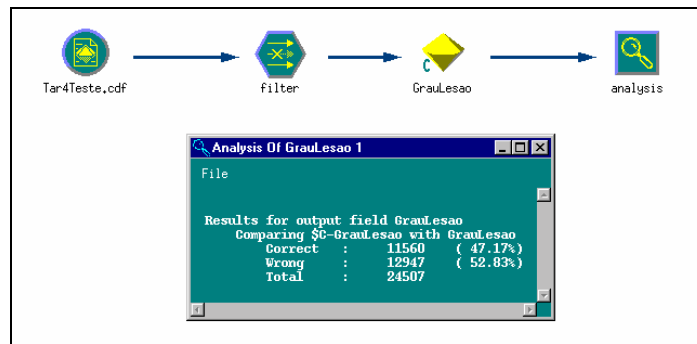 Tar4Teste.cdf filter GrauLesao analysis
C
Analysis Of GrauLesao 1
File
Results for output field GrauLesao
Comparing $C-GrauLesao with GrauLesao
Correct : 11560 ( 47.17%)
Wrong : 12947 ( 52.83%)
Total : 24507